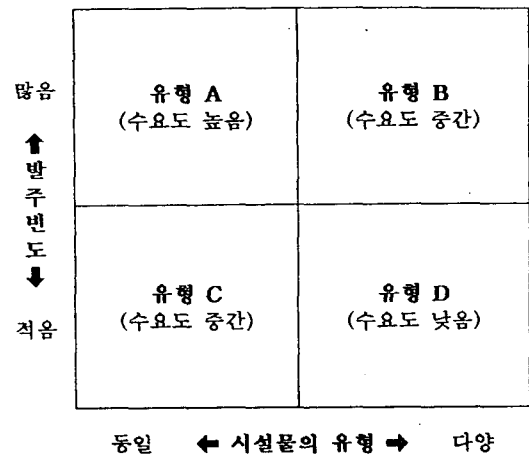 많음
유형 A
(수요도 높음)
유형 B
(수요도 중간)
⬆
발
주
빈
도
⬇
적음
유형 C
(수요도 중간)
유형 D
(수요도 낮음)
동일 ⬅ 시설물의 유형 ➡ 다양